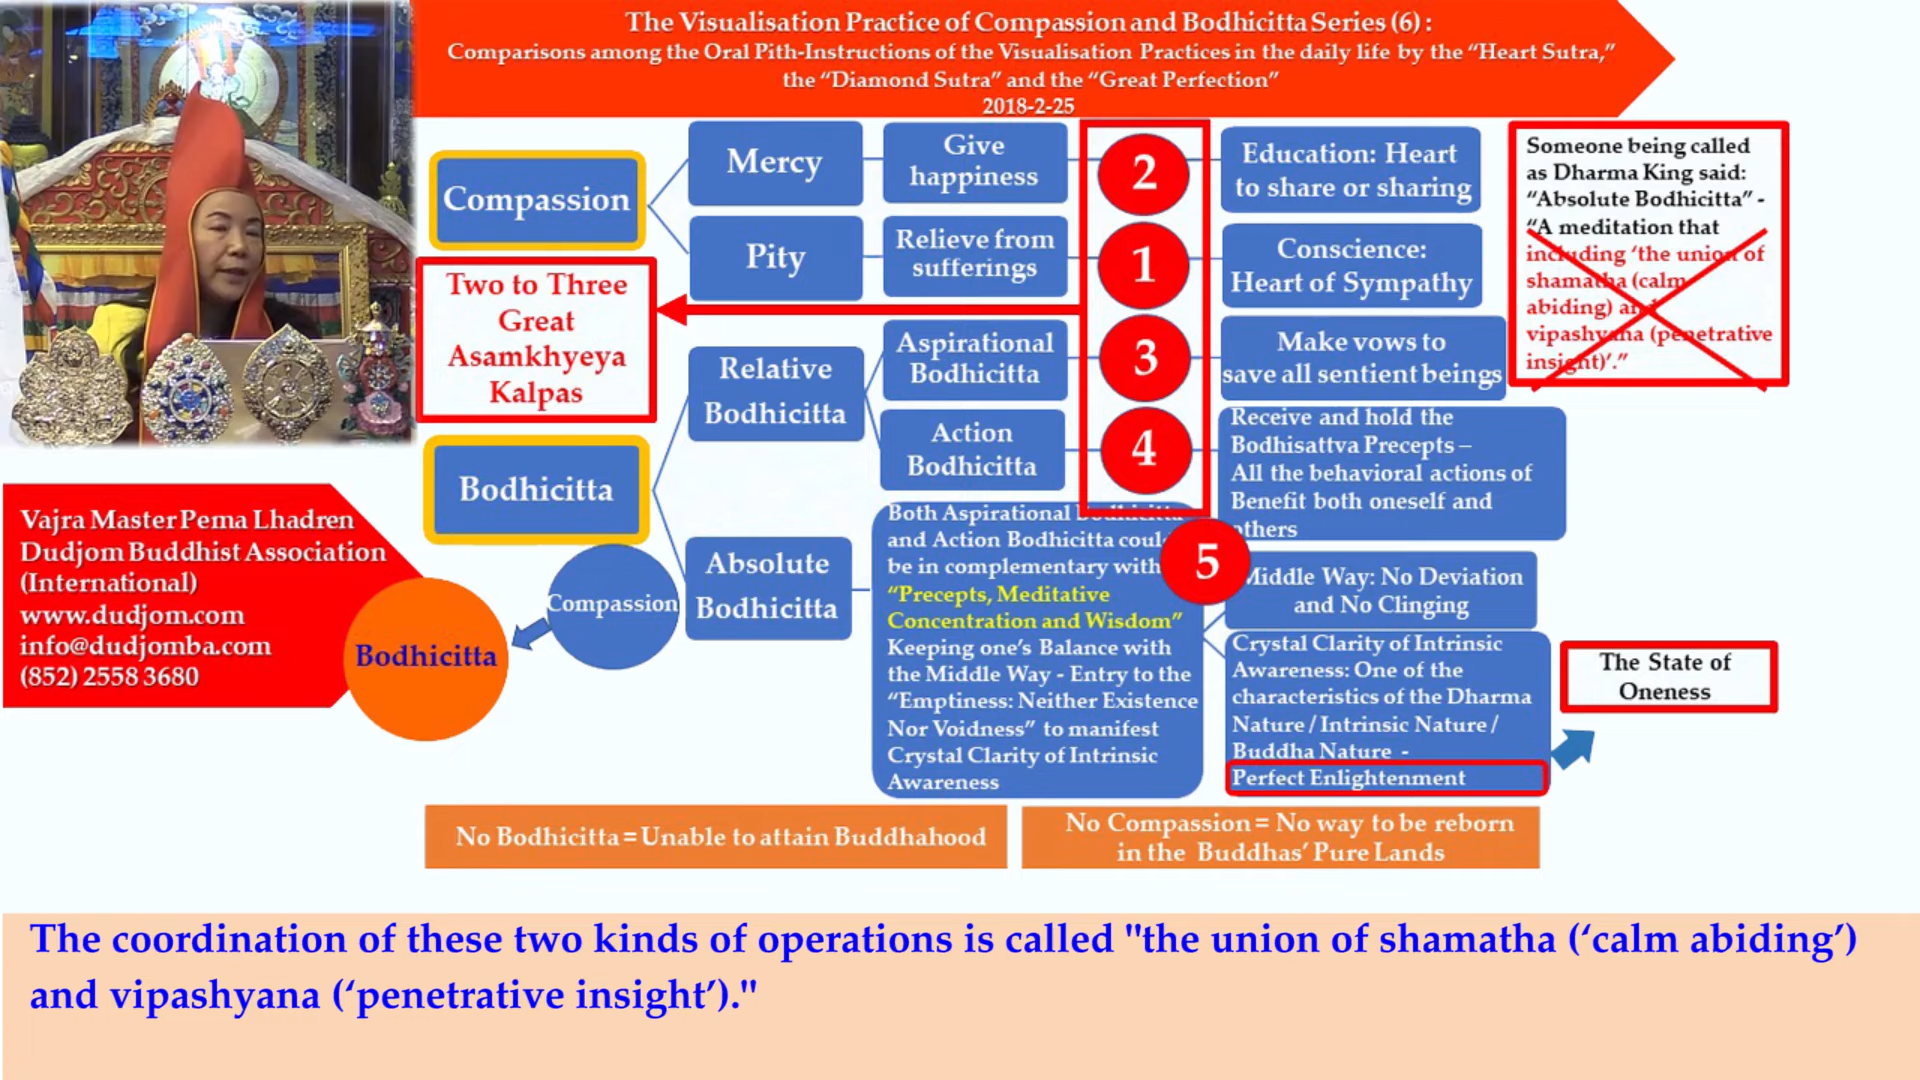 The Visualisation Practice of Compassion and Bodhicitta Series (6) :
Comparisons among the Oral Pith-Instructions of the Visualisation Practices in the daily life by the “Heart Sutra,”
the “Diamond Sutra” and the “Great Perfection”
2018-2-25
Compassion
Mercy
Give
happiness
2
Education: Heart
to share or sharing
Pity
Relieve from
sufferings
1
Conscience:
Heart of Sympathy
Someone being called
as Dharma King said:
“Absolute Bodhicitta” -
“A meditation that
including ‘the union of
shamatha (calm
abiding) and
vipashyana (penetrative
insight)’.”
Two to Three
Great
Asamkhyeya
Kalpas
Bodhicitta
Relative
Bodhicitta
Aspirational
Bodhicitta
3
Make vows to
save all sentient beings
Action
Bodhicitta
4
Receive and hold the
Bodhisattva Precepts –
All the behavioral actions of
Benefit both oneself and
others
Absolute
Bodhicitta
Both Aspirational Bodhicitta
and Action Bodhicitta could
be in complementary with
“Precepts, Meditative
Concentration and Wisdom”
Keeping one’s Balance with
the Middle Way - Entry to the
“Emptiness: Neither Existence
Nor Voidness” to manifest
Crystal Clarity of Intrinsic
Awareness
5
Middle Way: No Deviation
and No Clinging
Crystal Clarity of Intrinsic
Awareness: One of the
characteristics of the Dharma
Nature / Intrinsic Nature /
Buddha Nature -
Perfect Enlightenment
The State of
Oneness
Vajra Master Pema Lhadren
Dudjom Buddhist Association
(International)
www.dudjom.com
info@dudjomba.com
(852) 2558 3680
Compassion
Bodhicitta
No Bodhicitta = Unable to attain Buddhahood
No Compassion = No way to be reborn
in the Buddhas’ Pure Lands
The coordination of these two kinds of operations is called "the union of shamatha (‘calm abiding’)
and vipashyana (‘penetrative insight’)."